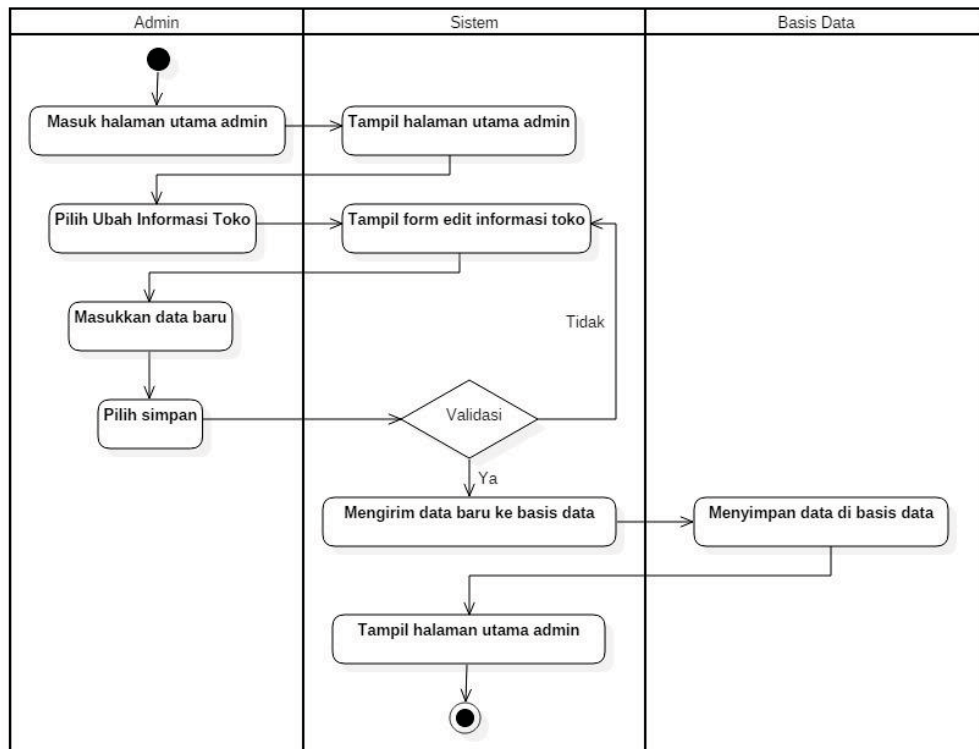 Admin
Sistem
Basis Data
Masuk halaman utama admin
Tampil halaman utama admin
Pilih Ubah Informasi Toko
Tampil form edit informasi toko
Masukkan data baru
Tidak
Pilih simpan
Validasi
Ya
Mengirim data baru ke basis data
Menyimpan data di basis data
Tampil halaman utama admin